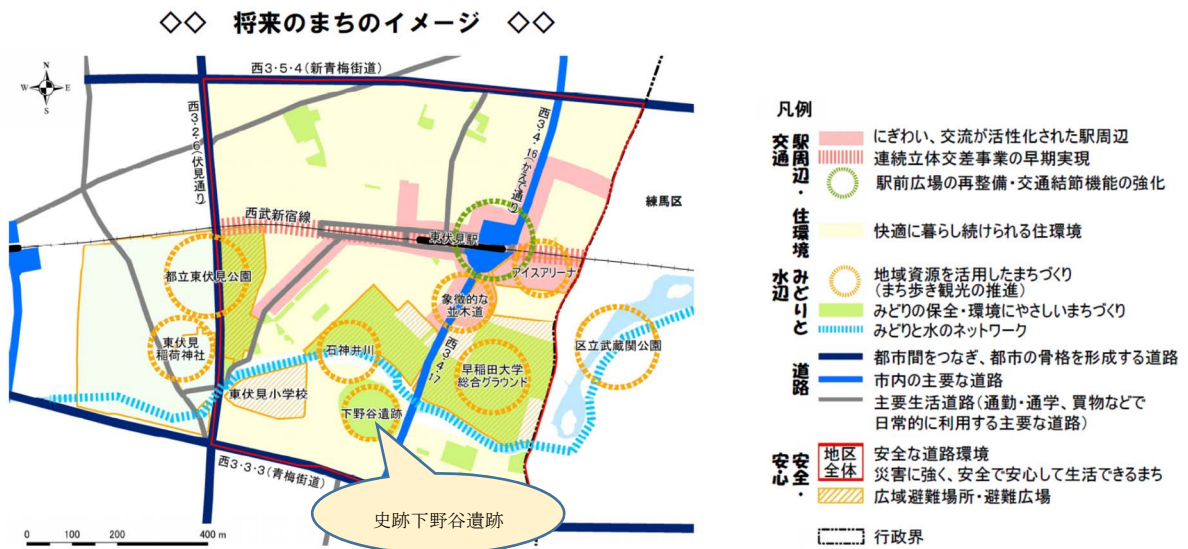 ◇◇ 将来のまちのイメージ ◇◇
N
W
E
S
西3・5・4(新青梅街道)
西3・2・6(伏見通り)
西3・4・16(かえで通り)
練馬区
西武新宿線
東伏見駅
アイスアリーナ
都立東伏見公園
象徴的な
並木道
東伏見
稲荷神社
石神井川
西3・4・17
早稲田大学
総合グラウンド
区立武蔵関公園
東伏見小学校
下野谷遺跡
西3・3・3(青梅街道)
史跡下野谷遺跡
0 100 200 400 m
凡例
駅周辺・交通
にぎわい、交流が活性化された駅周辺
連続立体交差事業の早期実現
駅前広場の再整備・交通結節機能の強化
住環境
快適に暮らし続けられる住環境
みどりと水辺
地域資源を活用したまちづくり
(まち歩き観光の推進)
みどりの保全・環境にやさしいまちづくり
みどりと水のネットワーク
道路
都市間をつなぎ、都市の骨格を形成する道路
市内の主要な道路
主要生活道路(通勤・通学、買物などで
日常的に利用する主要な道路)
安全・安心
地区
全体
安全な道路環境
災害に強く、安全で安心して生活できるまち
広域避難場所・避難広場
行政界